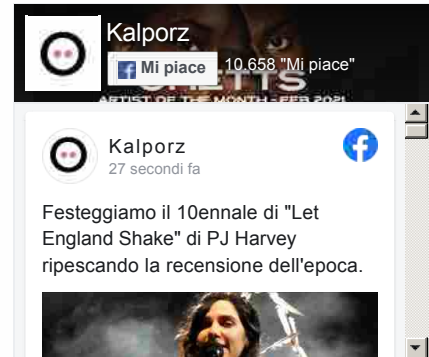 Kalporz
Mi piace
10.658 "Mi piace"
GHETTS
ARTIST OF THE MONTH - FEB 2021
Kalporz
27 secondi fa
Festeggiamo il 10ennale di "Let
England Shake" di PJ Harvey
ripescando la recensione dell'epoca.